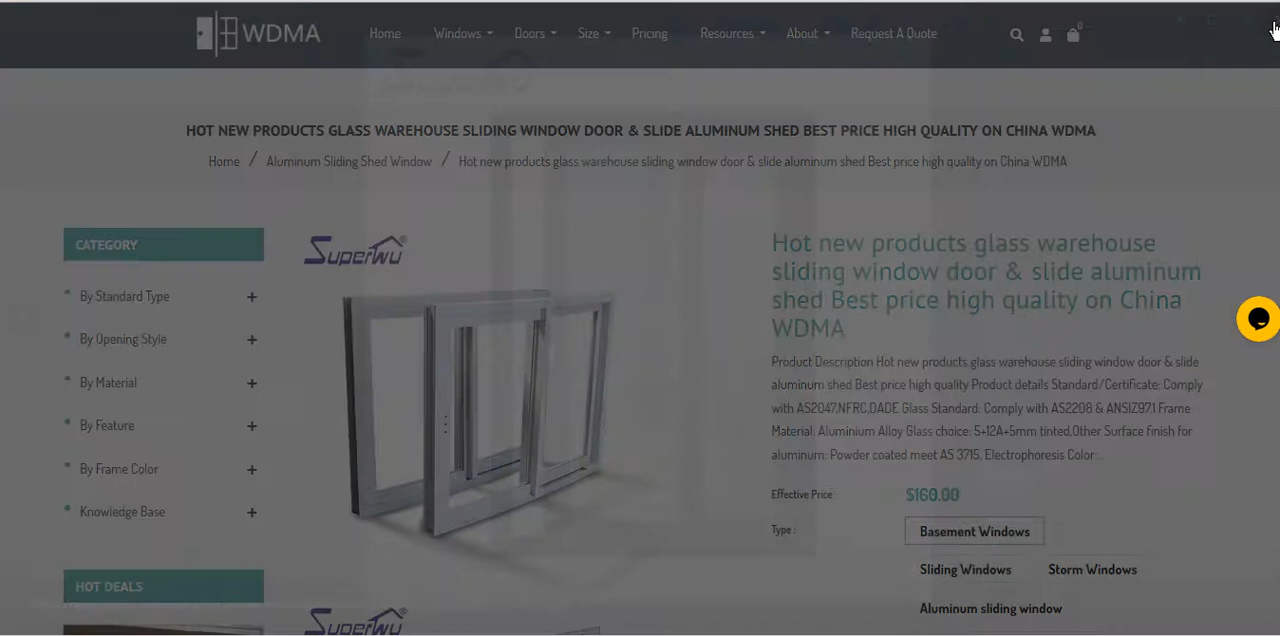 WDMA
Home Windows Doors Size Pricing Resources About Request A Quote
0
HOT NEW PRODUCTS GLASS WAREHOUSE SLIDING WINDOW DOOR & SLIDE ALUMINUM SHED BEST PRICE HIGH QUALITY ON CHINA WDMA
Home / Aluminum Sliding Shed Window / Hot new products glass warehouse sliding window door & slide aluminum shed Best price high quality on China WDMA
CATEGORY
By Standard Type +
By Opening Style +
By Material +
By Feature +
By Frame Color +
Knowledge Base +
HOT DEALS
SUPERWU®
SUPERWU®
Hot new products glass warehouse
sliding window door & slide aluminum
shed Best price high quality on China
WDMA
Product Description Hot new products glass warehouse sliding window door & slide
aluminum shed Best price high quality Product details Standard/Certificate: Comply
with AS2047,NFRC,DADE Glass Standard: Comply with AS2208 & ANSIZ97.1 Frame
Material: Aluminium Alloy Glass choice: 5+12A+5mm tinted,Other Surface finish for
aluminum: Powder coated meet AS 3715, Electrophoresis Color:...
Effective Price : $160.00
Type : Basement Windows
Sliding Windows Storm Windows
Aluminum sliding window